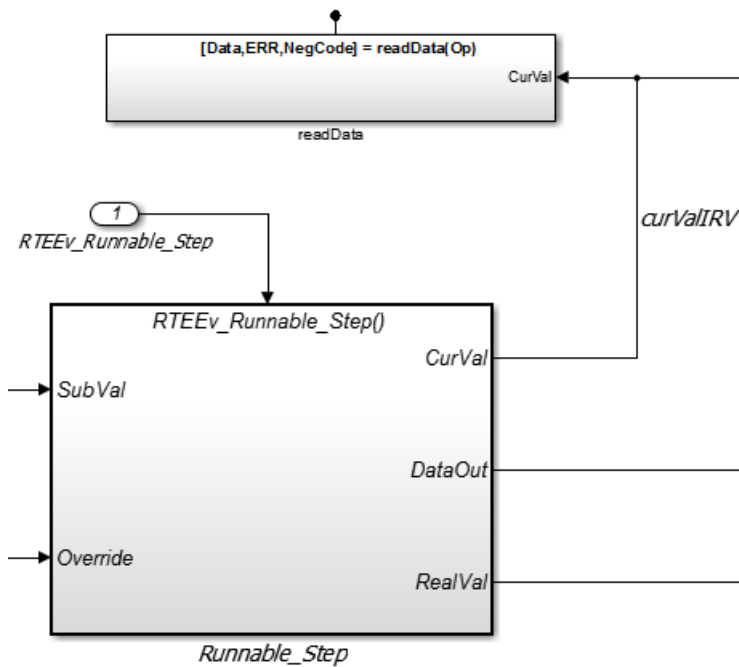 [Data,ERR,NegCode] = readData(Op)
CurVal
readData
1
RTEEv_Runnable_Step
curValIRV
RTEEv_Runnable_Step()
CurVal
SubVal
DataOut
Override
RealVal
Runnable_Step